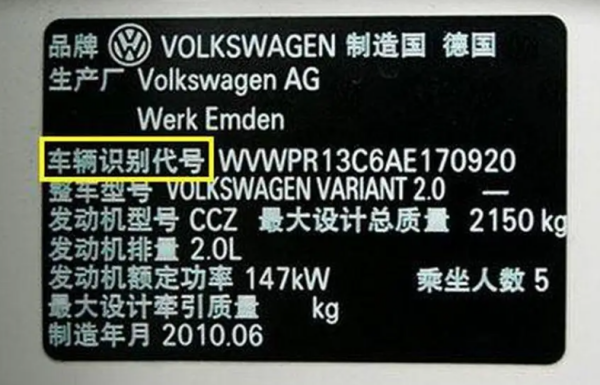 品牌 VOLKSWAGEN 制造国 德国
生产厂 Volkswagen AG
Werk Emden
车辆识别代号 WVWPR13C6AE170920
整车型号 VOLKSWAGEN VARIANT 2.0 —
发动机型号 CCZ 最大设计总质量 2150 kg
发动机排量 2.0L
发动机额定功率 147kW 乘坐人数 5
最大设计牵引质量 kg
制造年月 2010.06